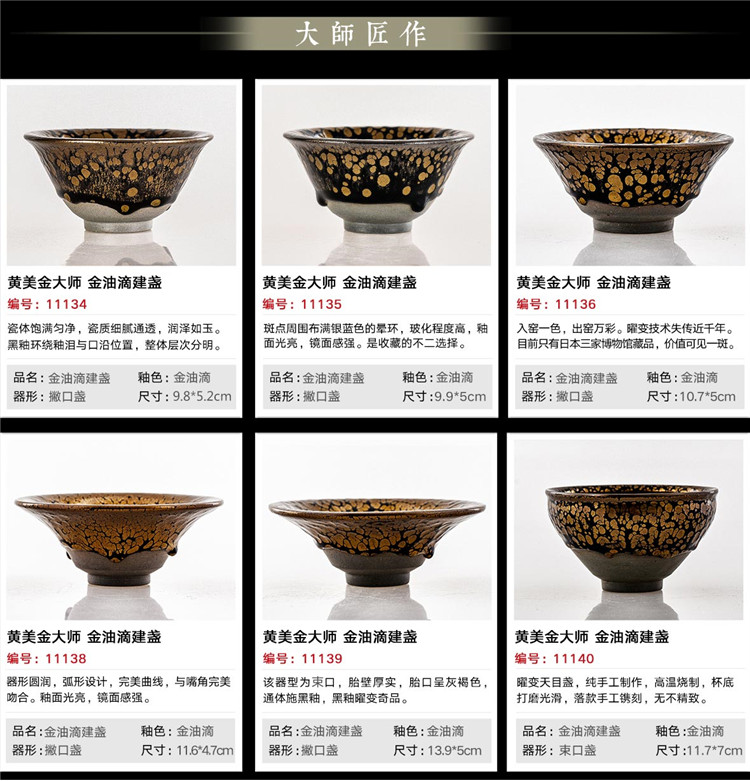 大師匠作
黄美金大师 金油滴建盏
编号：11134
瓷体饱满匀净，瓷质细腻通透，润泽如玉。
黑釉环绕釉泪与口沿位置，整体层次分明。
品名：金油滴建盏 釉色：金油滴
器形：撇口盏 尺寸：9.8*5.2cm
黄美金大师 金油滴建盏
编号：11135
斑点周围布满银蓝色的晕环，玻化程度高，釉
面光亮，镜面感强。是收藏的不二选择。
品名：金油滴建盏 釉色：金油滴
器形：撇口盏 尺寸：9.9*5cm
黄美金大师 金油滴建盏
编号：11136
入窑一色，出窑万彩。曜变技术失传近千年。
目前只有日本三家博物馆藏品，价值可见一斑。
品名：金油滴建盏 釉色：金油滴
器形：撇口盏 尺寸：10.7*5cm
黄美金大师 金油滴建盏
编号：11138
器形圆润，弧形设计，完美曲线，与嘴角完美
吻合。釉面光亮，镜面感强。
品名：金油滴建盏 釉色：金油滴
器形：撇口盏 尺寸：11.6*4.7cm
黄美金大师 金油滴建盏
编号：11139
该器型为束口，胎壁厚实，胎口呈灰褐色，
通体施黑釉，黑釉曜变奇品。
品名：金油滴建盏 釉色：金油滴
器形：撇口盏 尺寸：13.9*5cm
黄美金大师 金油滴建盏
编号：11140
曜变天目盏，纯手工制作，高温烧制，杯底
打磨光滑，落款手工镌刻，无不精致。
品名：金油滴建盏 釉色：金油滴
器形：束口盏 尺寸：11.7*7cm